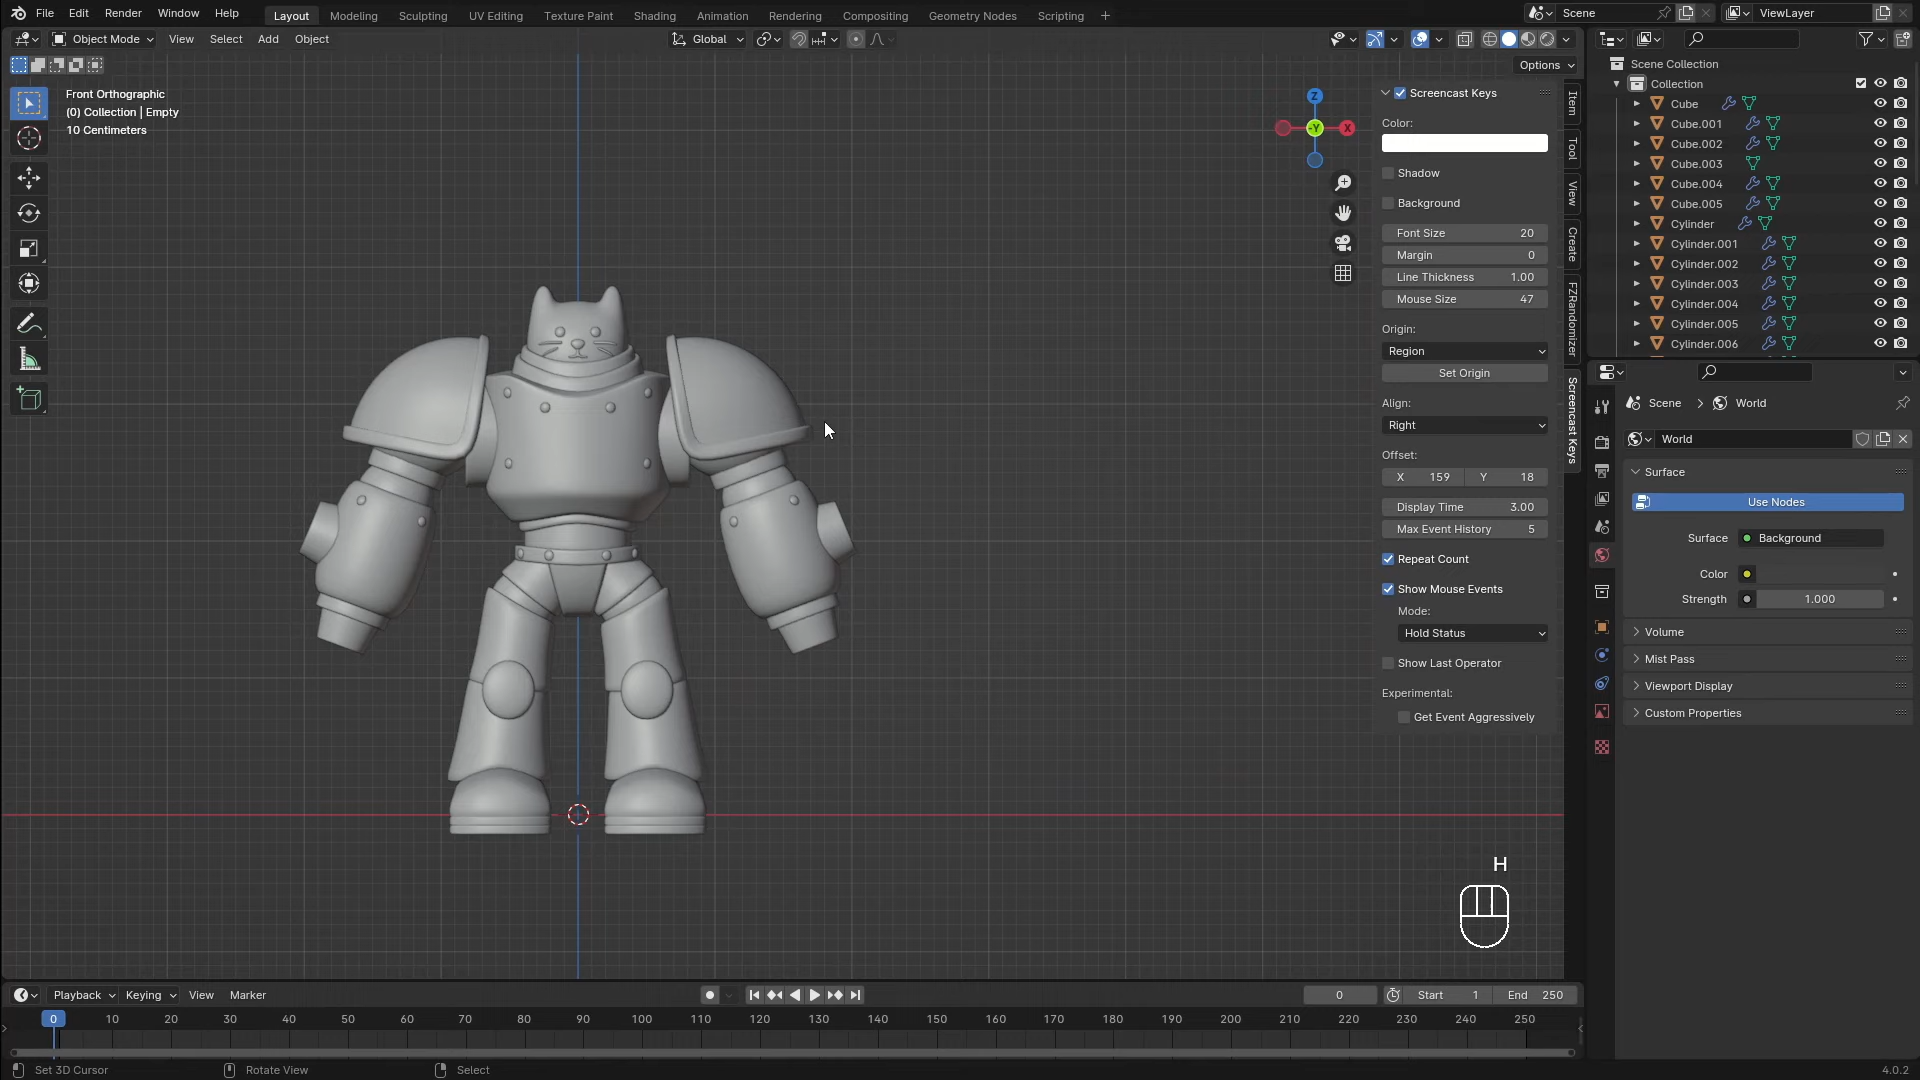 File Edit Render Window Help Layout Modeling Sculpting UV Editing Texture Paint Shading Animation Rendering Compositing Geometry Nodes Scripting + Scene ViewLayer
Object Mode View Select Add Object Global
Options
Front Orthographic
(0) Collection | Empty
10 Centimeters
Z
-Y
X
Screencast Keys
Color:
Shadow
Background
Font Size 20
Margin 0
Line Thickness 1.00
Mouse Size 47
Origin:
Region
Set Origin
Align:
Right
Offset:
X 159 Y 18
Display Time 3.00
Max Event History 5
Repeat Count
Show Mouse Events
Mode:
Hold Status
Show Last Operator
Experimental:
Get Event Aggressively
Item
Tool
View
Create
FZRandomizer
Screencast Keys
H
Scene Collection
Collection
Cube
Cube.001
Cube.002
Cube.003
Cube.004
Cube.005
Cylinder
Cylinder.001
Cylinder.002
Cylinder.003
Cylinder.004
Cylinder.005
Cylinder.006
Scene > World
World
Surface
Use Nodes
Surface Background
Color
Strength 1.000
Volume
Mist Pass
Viewport Display
Custom Properties
Playback Keying View Marker 0 Start 1 End 250
0 10 20 30 40 50 60 70 80 90 100 110 120 130 140 150 160 170 180 190 200 210 220 230 240 250
Set 3D Cursor Rotate View Select 4.0.2